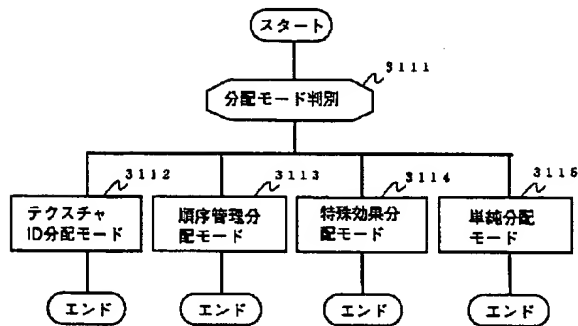 スタート
3111
分配モード判別
3112
テクスチャ
ID分配モード
3113
順序管理分
配モード
3114
特殊効果分
配モード
3115
単純分配
モード
エンド
エンド
エンド
エンド